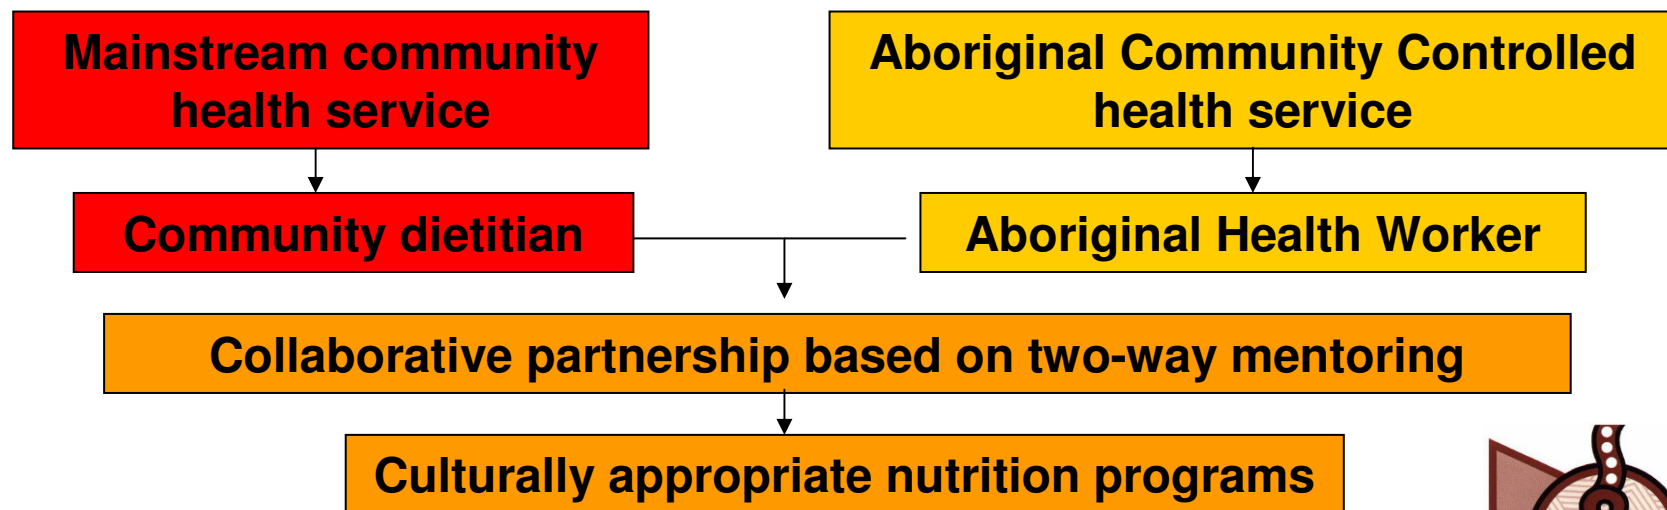 Mainstream community
health service
Aboriginal Community Controlled
health service
Community dietitian
Aboriginal Health Worker
Collaborative partnership based on two-way mentoring
Culturally appropriate nutrition programs